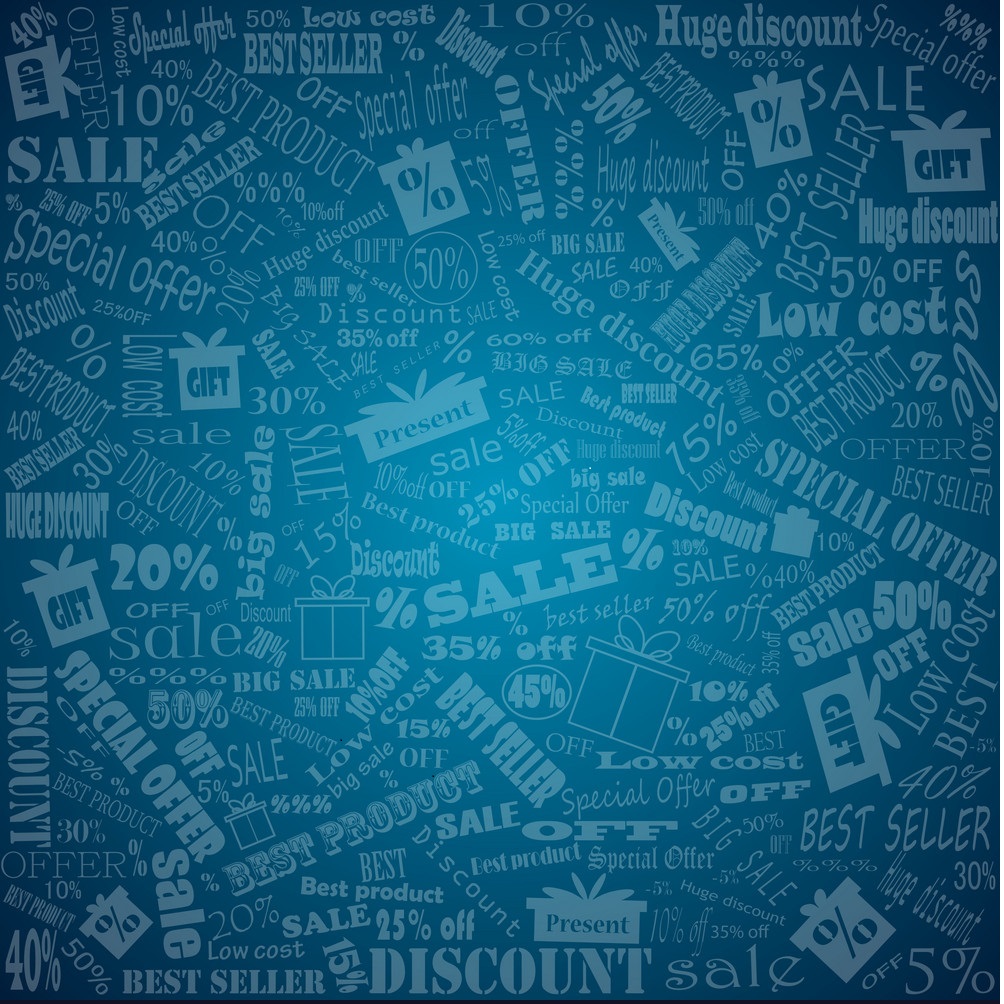 40%
OFFER
Low cost
Special offer
50%
Low cost
BEST SELLER
%
Discount
10%
off
Special offer
Huge discount
%%%
Special offer
%%%
GIFT
40%
10%
BEST PRODUCT
OFF
Special offer
off
OFFER
50%
BEST PRODUCT
%
SALE
GIFT
SALE
sale
BEST SELLER
%%%
OFF
10%
10%off
Huge discount
%
5%
%%%%
%
Huge discount
OFF
50% off
40%
BEST SELLER
Huge discount
%
25% OFF
5%
Special offer
40%
%
20%
OFF
50%
Low cost
25% off
BIG SALE
Present
SALE
40%
OFF
HUGE DISCOUNT
SALE
5% OFF
Low cost
Sale
50%
Discount
25%OFF
%
Low cost
GIFT
BIG SALE
SALE
25% OFF
%
best seller
Discount
SALE
35% off
SALE
BEST SELLER
%
60% off
BIG SALE
Huge discount
65%
10%
OFFER
BEST PRODUCT
%
BEST PRODUCT
40%
BEST SELLER
30%
sale
30%
Present
SALE
Best product
BEST SELLER
Discount
5%off
75%
Low cost
20%
OFFER
10%
HUGE DISCOUNT
DISCOUNT
OFF
10%
%
big sale
SALE
OFF
OFF
15%
10%off
OFF
sale
25% OFF
Huge discount
big sale
Special Offer
Best product
BIG SALE
Discount
Best product
SPECIAL OFFER
BEST SELLER
10%
GIFT
20%
OFF
off
sale
Discount
20%
Discount
%
SALE
%
10%
SALE
%
40%
BEST PRODUCT
best seller
50% off
%
35% off
Best product
35% off
Sale
50%
OFF
10%
%%%%%
BIG SALE
50%
BEST PRODUCT
25% OFF
10%OFF
Low cost
45%
10%
%
25%off
BEST
GIFT
Low cost
BEST
-5%
DISCOUNT
SPECIAL OFFER
OFF
-5%
%
OFF
5%
SALE
big sale
%
15%
OFF
BEST SELLER
OFF
Low cost
Special Offer
OFF
40%
BEST PRODUCT
30%
OFFER
%
%%%
BEST PRODUCT
Discount
SALE
OFF
BIG SALE
50%
OFF
BEST SELLER
%%%%
10%
BEST PRODUCT
Sale
%
BEST
Best product
Best product
Special Offer
-5%
-5%
Huge discount
Huge discount
30%
40%
50%
%
20%
SALE
25% off
Low cost
BEST SELLER
15%
DISCOUNT
Present
10% off
35% off
sale
%
OFF
5%